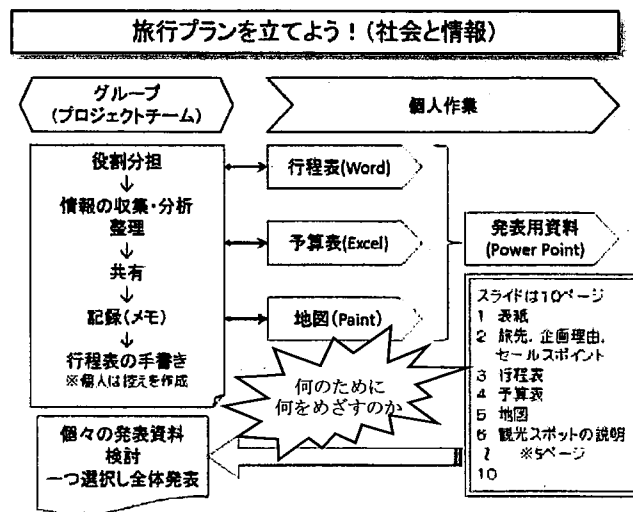 旅行プランを立てよう!(社会と情報)
グループ
(プロジェクトチーム)
個人作業
役割分担
↓
情報の収集・分析
整理
↓
共有
↓
記録(メモ)
↓
行程表の手書き
※個人は控えを作成
行程表(Word)
予算表(Excel)
地図(Paint)
発表用資料
(Power Point)
スライドは10ページ
1 表紙
2 旅先、企画理由、
セールスポイント
3 行程表
4 予算表
5 地図
6 観光スポットの説明
~ ※5ページ
10
何のために
何をめざすのか
個々の発表資料
検討
一つ選択し全体発表